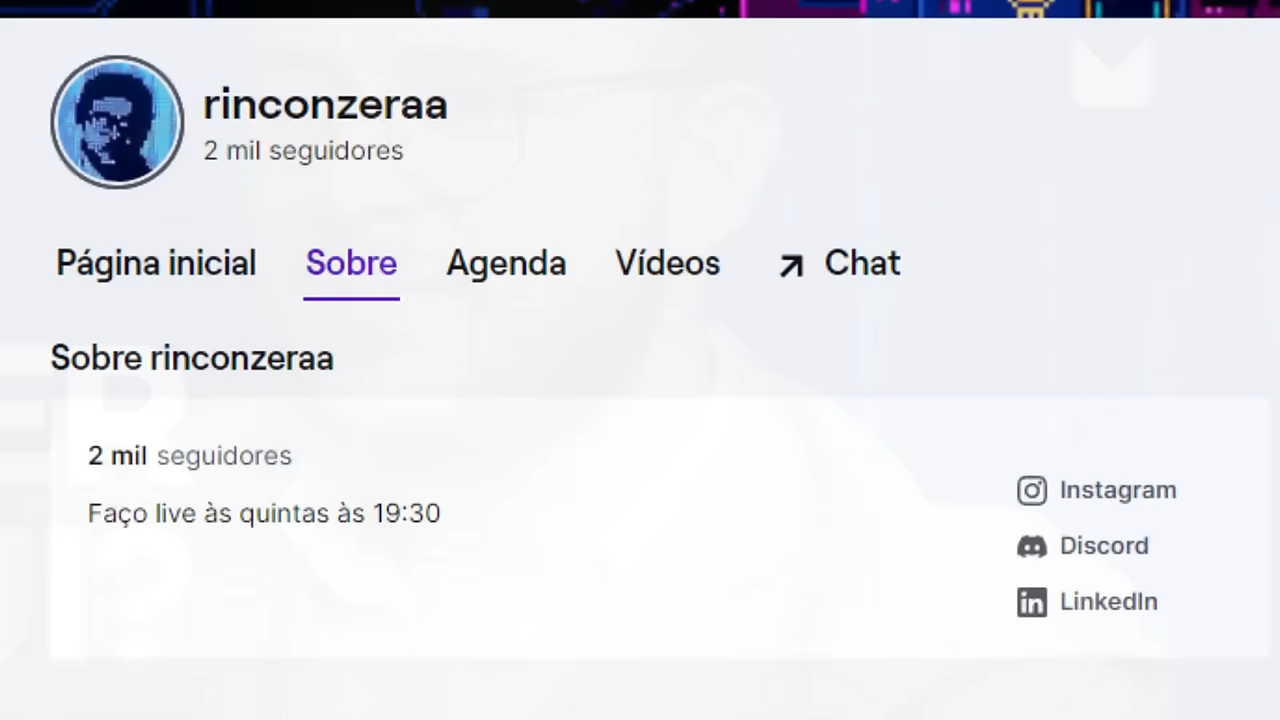 rinconzeraa
2 mil seguidores
Página inicial Sobre Agenda Vídeos Chat
Sobre rinconzeraa
2 mil seguidores
Faço live às quintas às 19:30
Instagram
Discord
LinkedIn